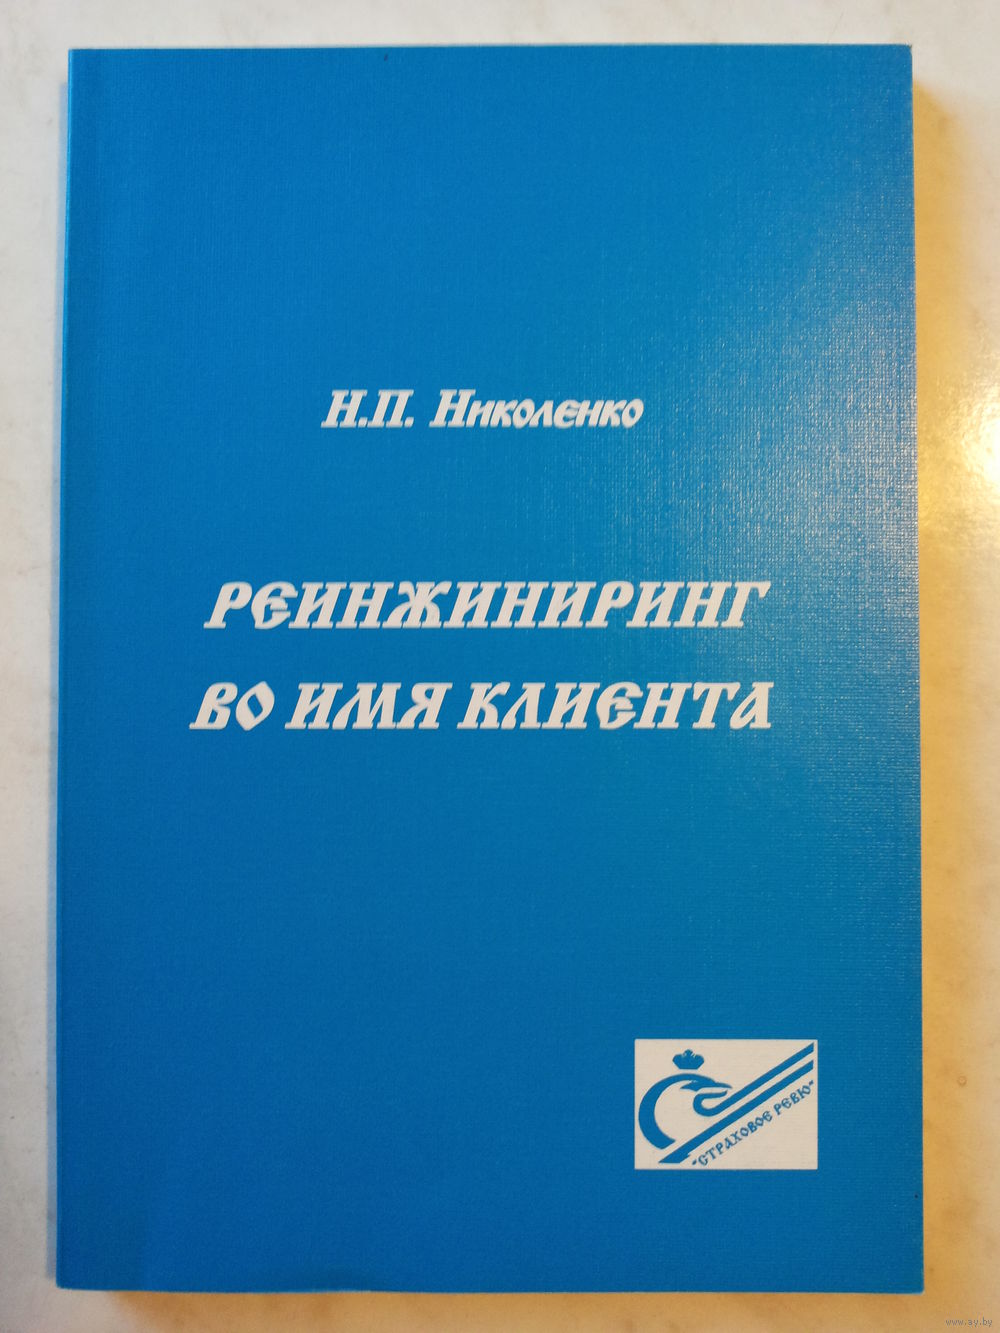 Н.П. Николенко
РЕИНЖИНИРИНГ
ВО ИМЯ КЛИЕНТА
"СТРАХОВОЕ РЕВЮ"
www.ay.by